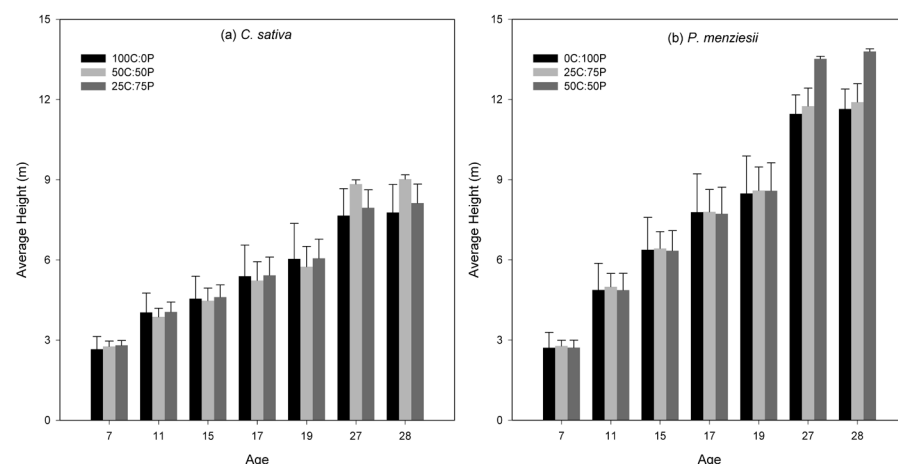 (a) C. sativa
100C:0P
50C:50P
25C:75P
Average Height (m)
15
12
9
6
3
0
7 11 15 17 19 27 28
Age
(b) P. menziesii
0C:100P
25C:75P
50C:50P
Average Height (m)
15
12
9
6
3
0
7 11 15 17 19 27 28
Age